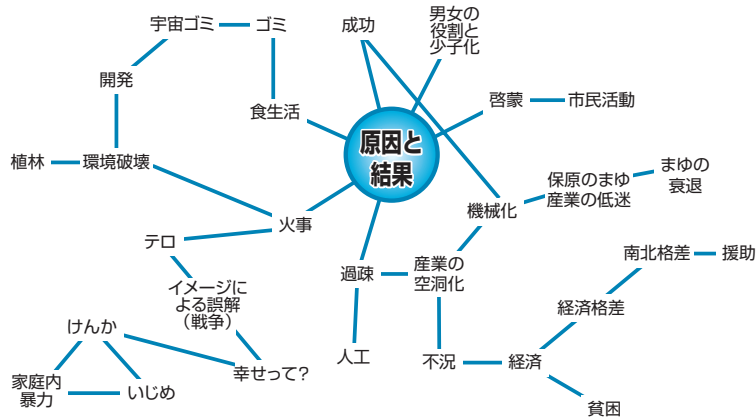 宇宙ゴミ
ゴミ
成功
男女の
役割と
少子化
開発
食生活
啓蒙
市民活動
原因と
結果
植林
環境破壊
保原のまゆ
産業の低迷
まゆの
衰退
機械化
火事
テロ
過疎
産業の
空洞化
南北格差
援助
イメージに
よる誤解
(戦争)
経済格差
けんか
人工
不況
経済
幸せって?
家庭内
暴力
いじめ
貧困